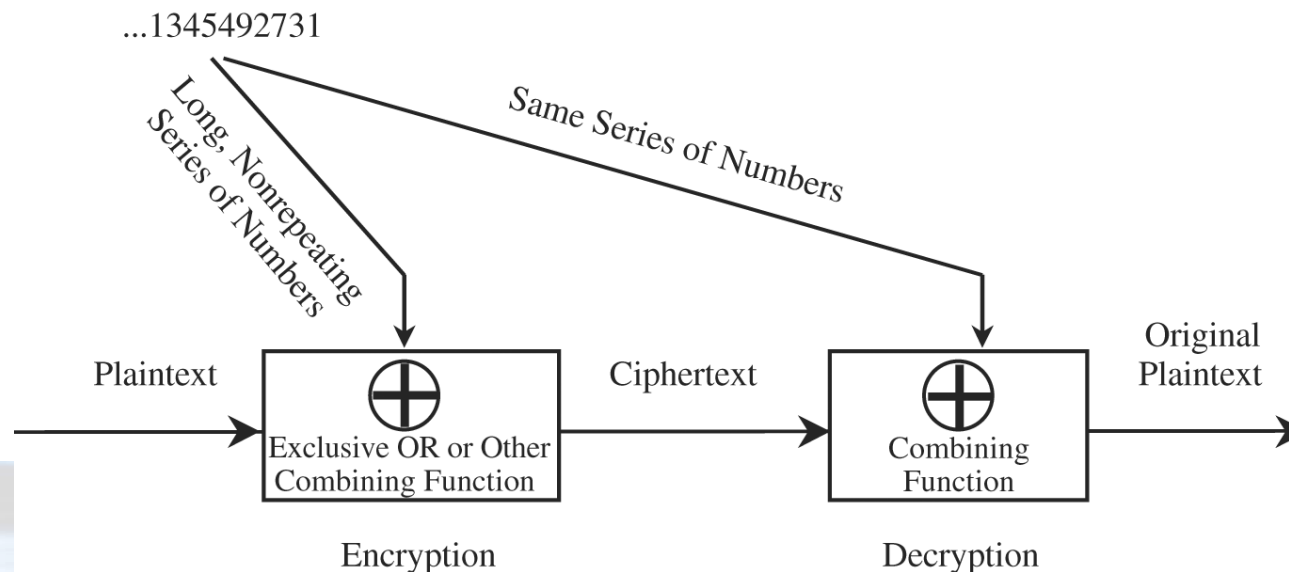 ...1345492731
Long, Nonrepeating
Series of Numbers
Same Series of Numbers
Plaintext
Exclusive OR or Other
Combining Function
Ciphertext
Combining
Function
Original
Plaintext
Encryption
Decryption